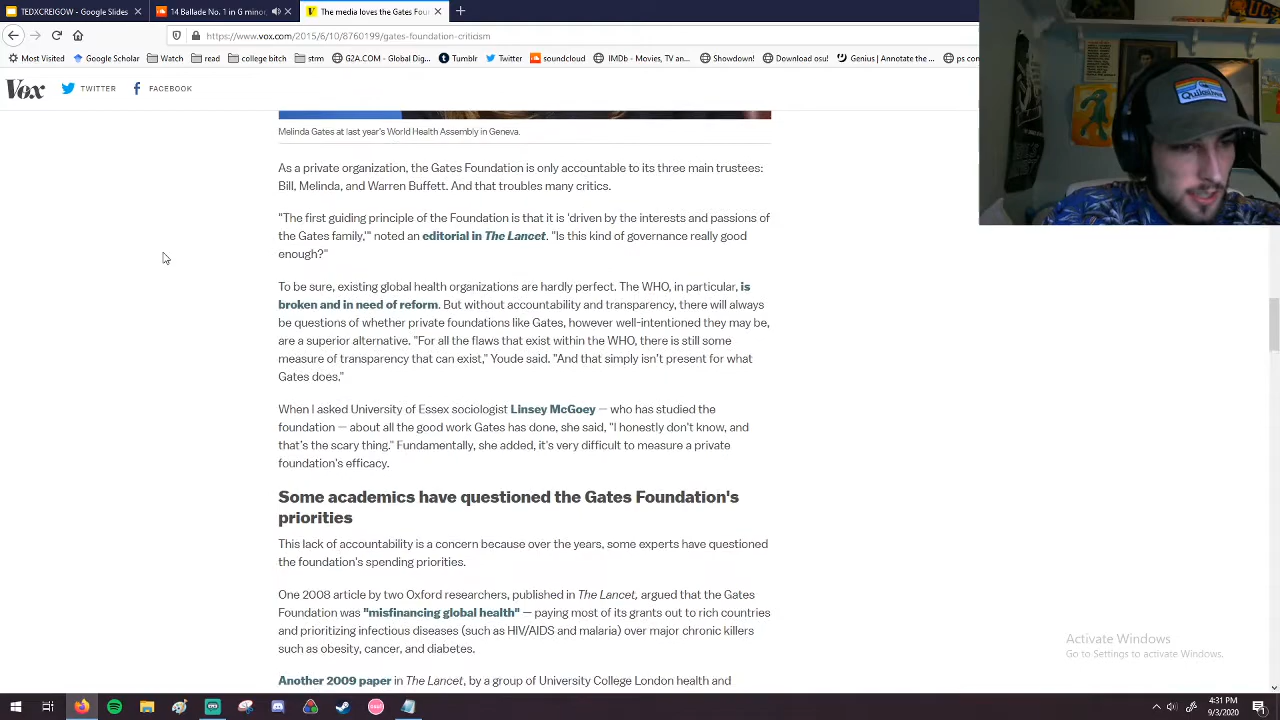 TEDXCREIGOV - Google Slides
14 Ballade No. 1 in G minor,
The media loves the Gates Fou
https://www.vox.com/2015/6/10/8760199/gates-foundation-criticism
Most Visited
Google Scholar
Watch
read
college bitch
strm
G2A.COM | Global Dig...
Tumblr
Twitter
soundcloud
IMDb - Movies, TV an...
Showdown!
Download osu!
Genius | Annotate the ...
ps con
Vox
TWITTER
FACEBOOK
Melinda Gates at last year's World Health Assembly in Geneva.
As a private organization, the Gates Foundation is only accountable to its three main trustees:
Bill, Melinda, and Warren Buffett. And that troubles many critics.
"The first guiding principle of the Foundation is that it is 'driven by the interests and passions of
the Gates family,'" noted an editorial in The Lancet. "Is this kind of governance really good
enough?"
To be sure, existing global health organizations are hardly perfect. The WHO, in particular, is
broken and in need of reform. But without accountability and transparency, there will always
be questions of whether private foundations like Gates, however well-intentioned they may be,
are a superior alternative. "For all the flaws that exist within the WHO, there is still some
measure of transparency that can exist," Youde said. "And that simply isn't present for what
Gates does."
When I asked University of Essex sociologist Linsey McGoey — who has studied the
foundation — about all the good work Gates has done, she said, "I honestly don't know, and
that's the scary thing." Fundamentally, she added, it's very difficult to measure a private
foundation's efficacy.
Some academics have questioned the Gates Foundation's
priorities
This lack of accountability is a concern because over the years, some experts have questioned
the foundation's spending priorities.
One 2008 article by two Oxford researchers, published in The Lancet, argued that the Gates
Foundation was "misfinancing global health" — paying most of its grants out to rich countries
and prioritizing infectious diseases (such as HIV/AIDS and malaria) over major chronic killers
such as obesity, cancer, and diabetes.
Another 2009 paper in The Lancet, by a group of University College London health and
Quiksilver
Activate Windows
Go to Settings to activate Windows.
4:31 PM
9/3/2020